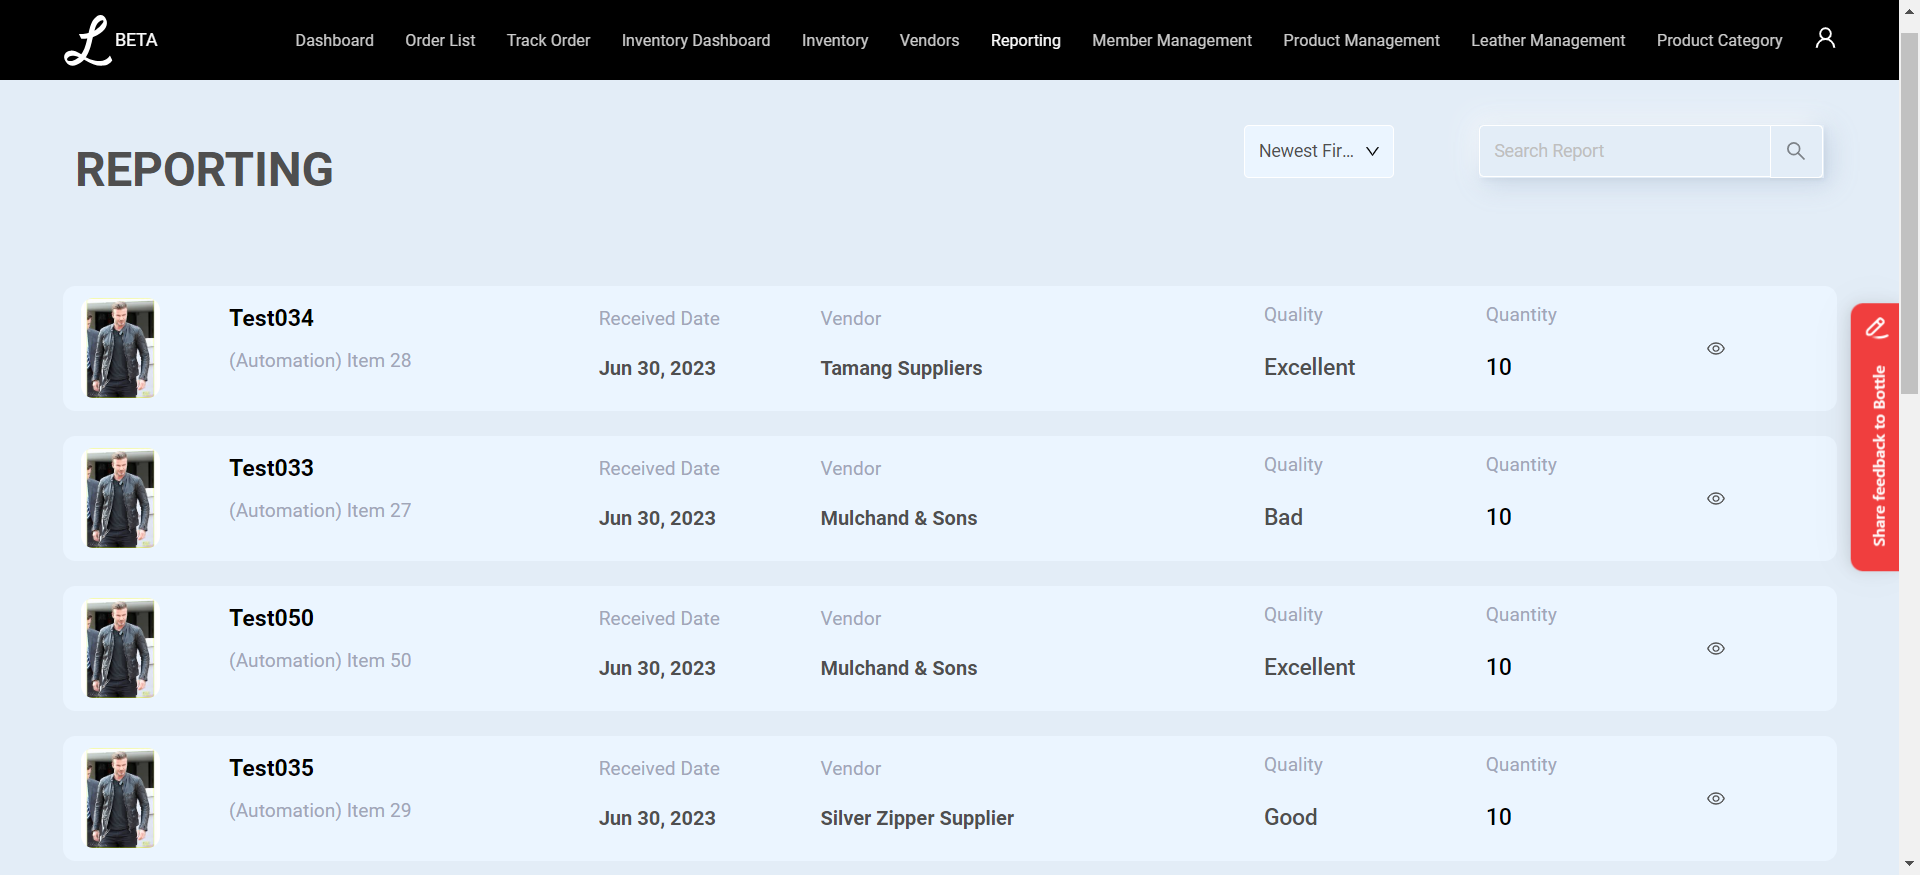 L BETA
Dashboard Order List Track Order Inventory Dashboard Inventory Vendors Reporting Member Management Product Management Leather Management Product Category
REPORTING
Newest Fir...
Search Report
Test034
(Automation) Item 28
Received Date
Jun 30, 2023
Vendor
Tamang Suppliers
Quality
Excellent
Quantity
10
Test033
(Automation) Item 27
Received Date
Jun 30, 2023
Vendor
Mulchand & Sons
Quality
Bad
Quantity
10
Test050
(Automation) Item 50
Received Date
Jun 30, 2023
Vendor
Mulchand & Sons
Quality
Excellent
Quantity
10
Test035
(Automation) Item 29
Received Date
Jun 30, 2023
Vendor
Silver Zipper Supplier
Quality
Good
Quantity
10
Share feedback to Bottle